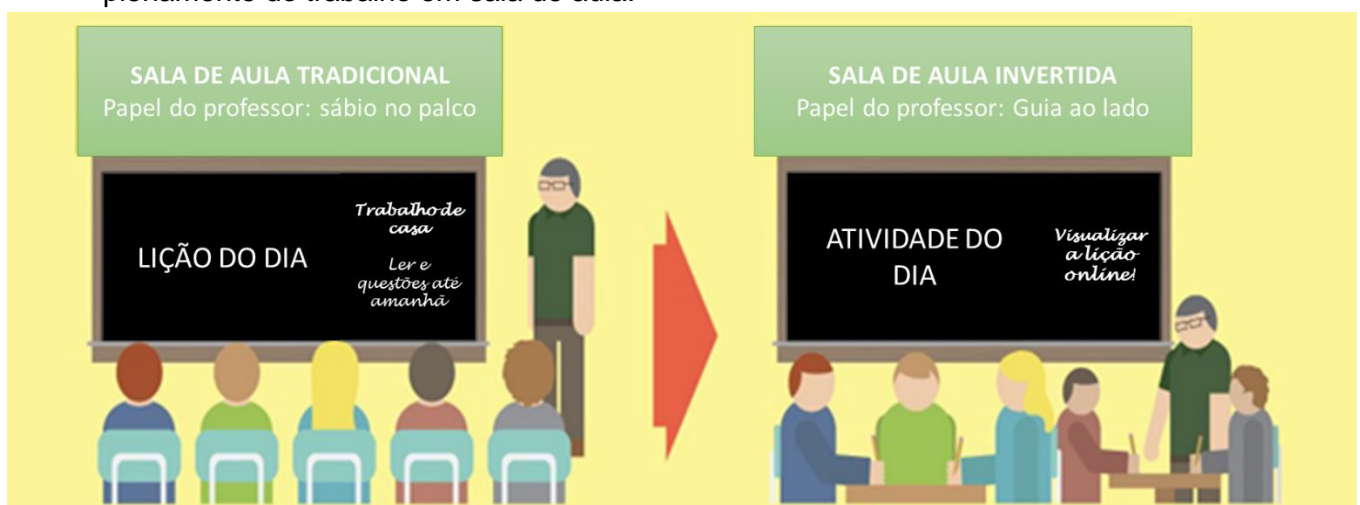 SALA DE AULA TRADICIONAL
Papel do professor: sábio no palco
LIÇÃO DO DIA
Trabalho de
casa
Ler e
questões até
amanhã
SALA DE AULA INVERTIDA
Papel do professor: Guia ao lado
ATIVIDADE DO
DIA
Visualizar
a lição
online!